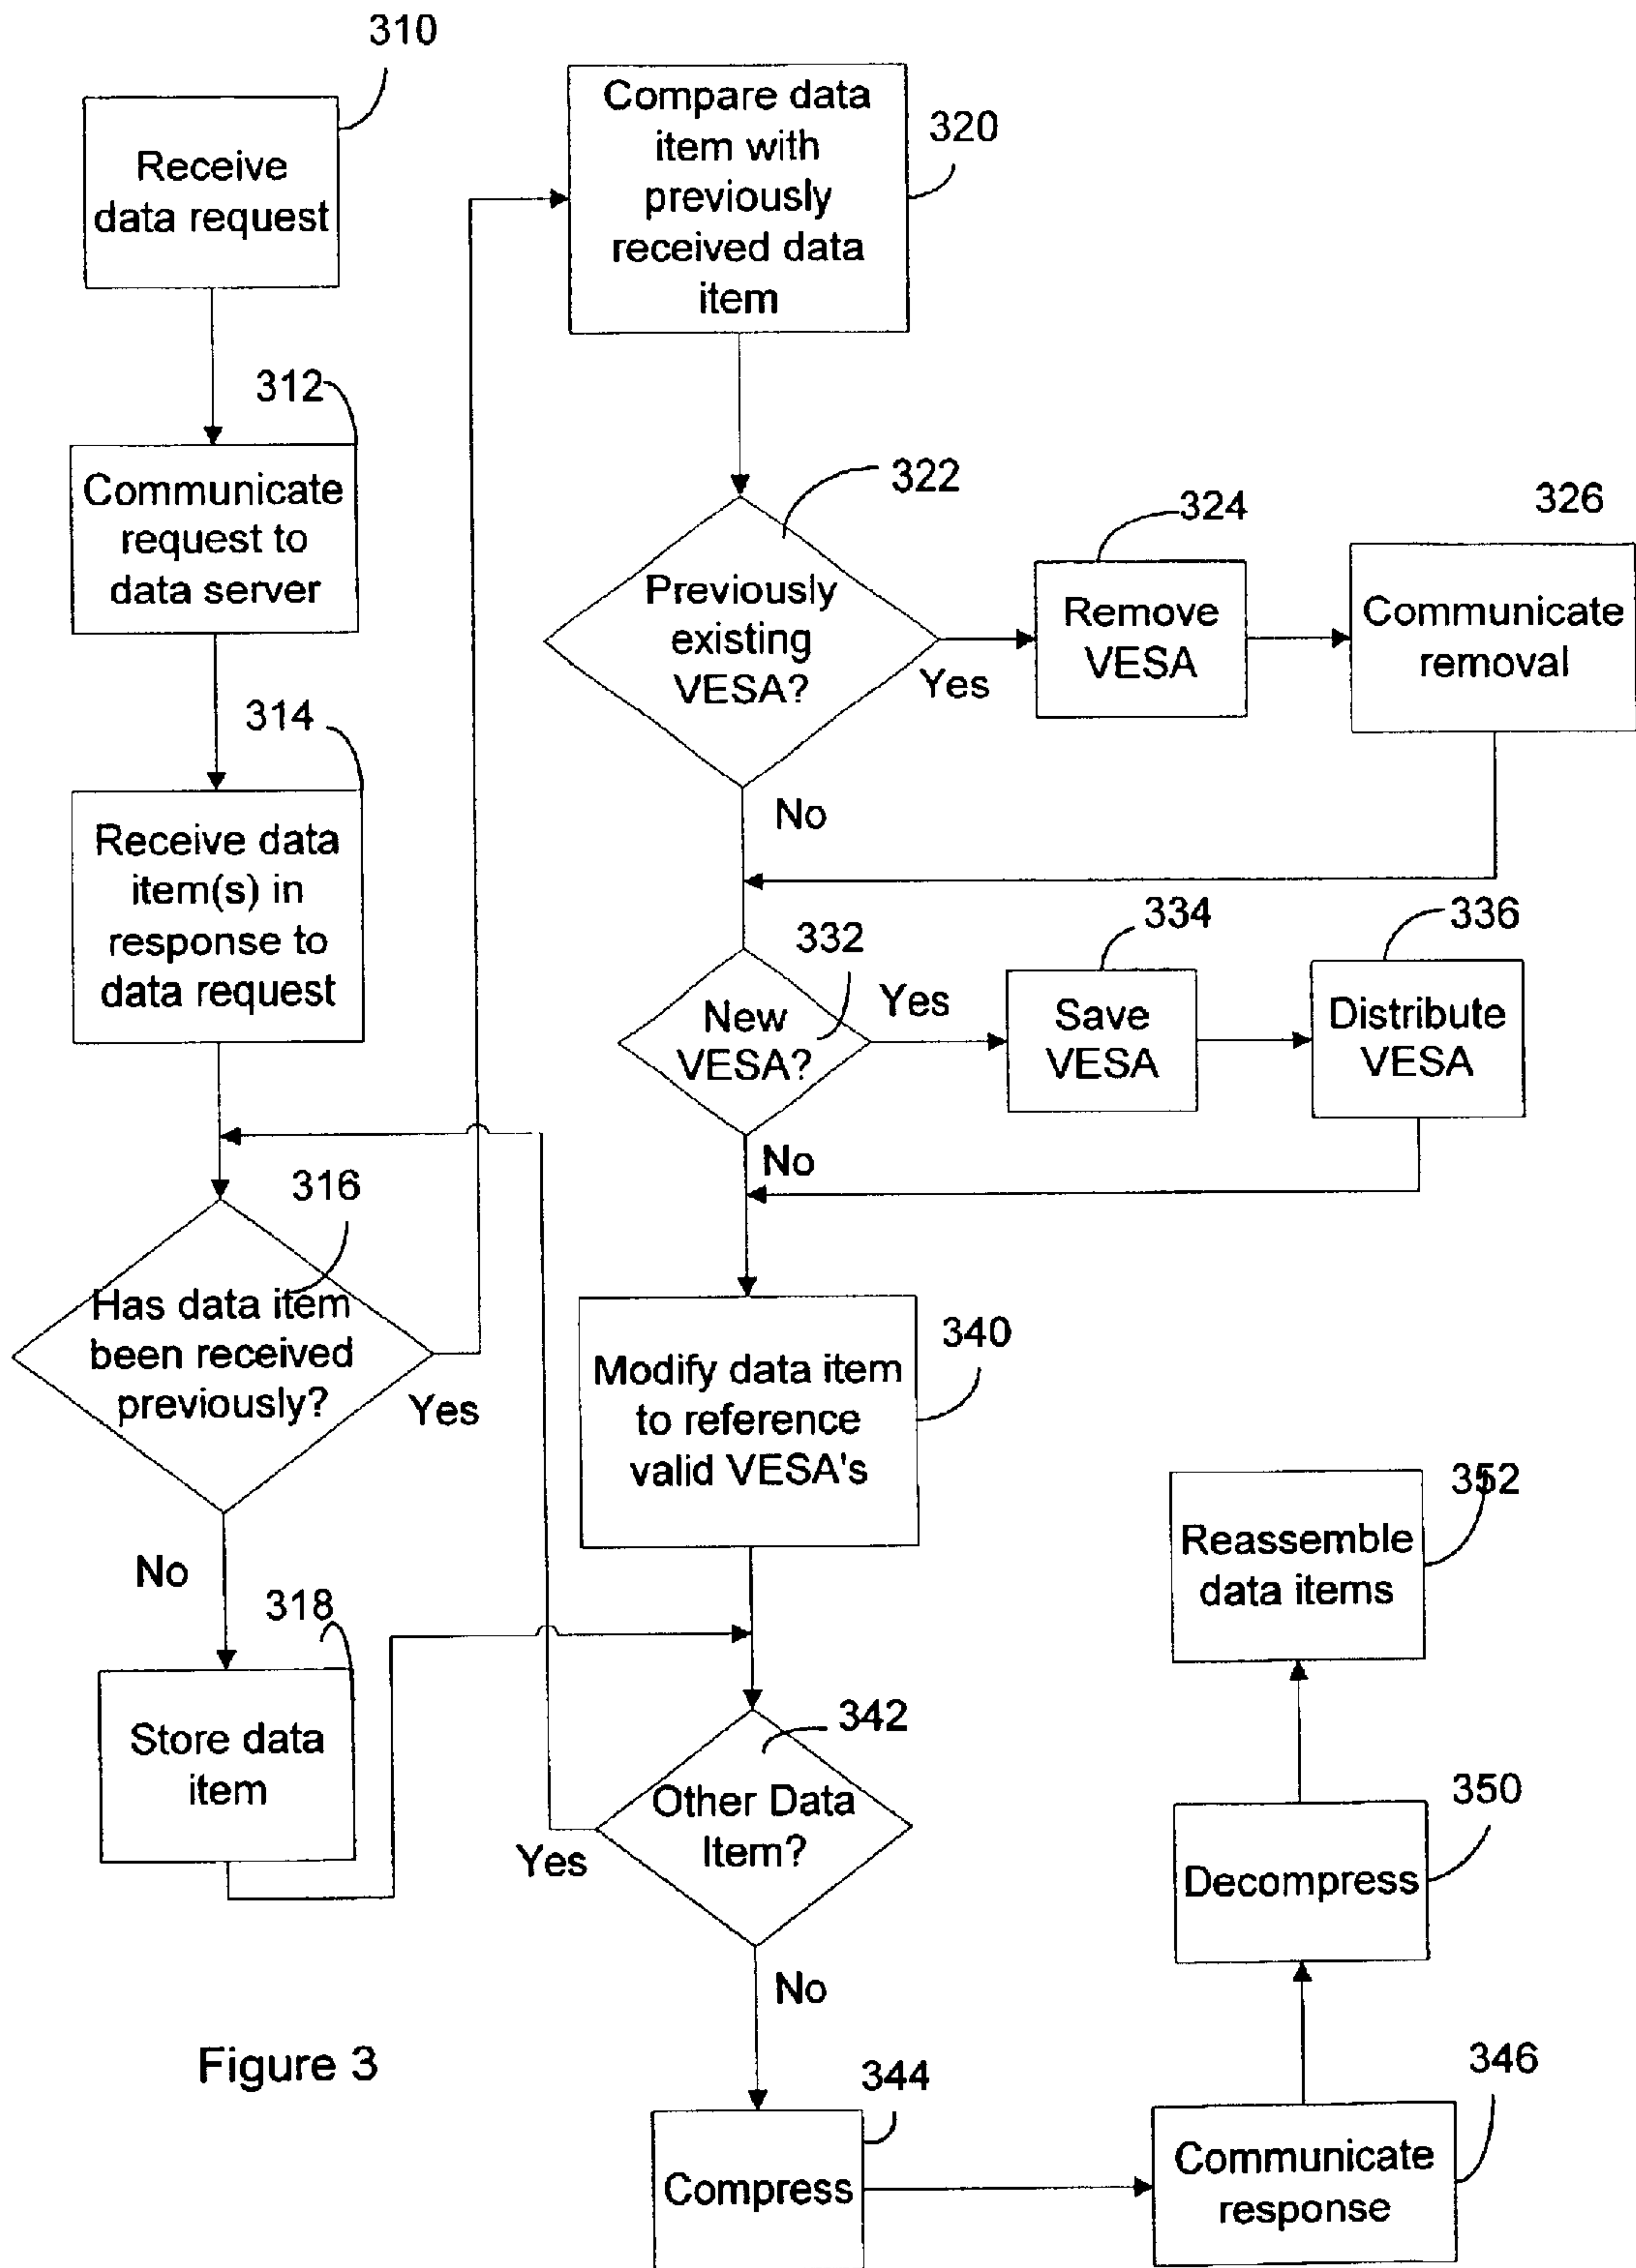 310
Receive
data request
312
Communicate
request to
data server
314
Receive data
item(s) in
response to
data request
316
Has data item
been received
previously?
Yes
No
318
Store data
item
320
Compare data
item with
previously
received data
item
322
Previously
existing
VESA?
Yes
No
324
Remove
VESA
326
Communicate
removal
332
New
VESA?
Yes
No
334
Save
VESA
336
Distribute
VESA
340
Modify data item
to reference
valid VESA's
342
Other Data
Item?
Yes
No
344
Compress
346
Communicate
response
350
Decompress
352
Reassemble
data items
Figure 3